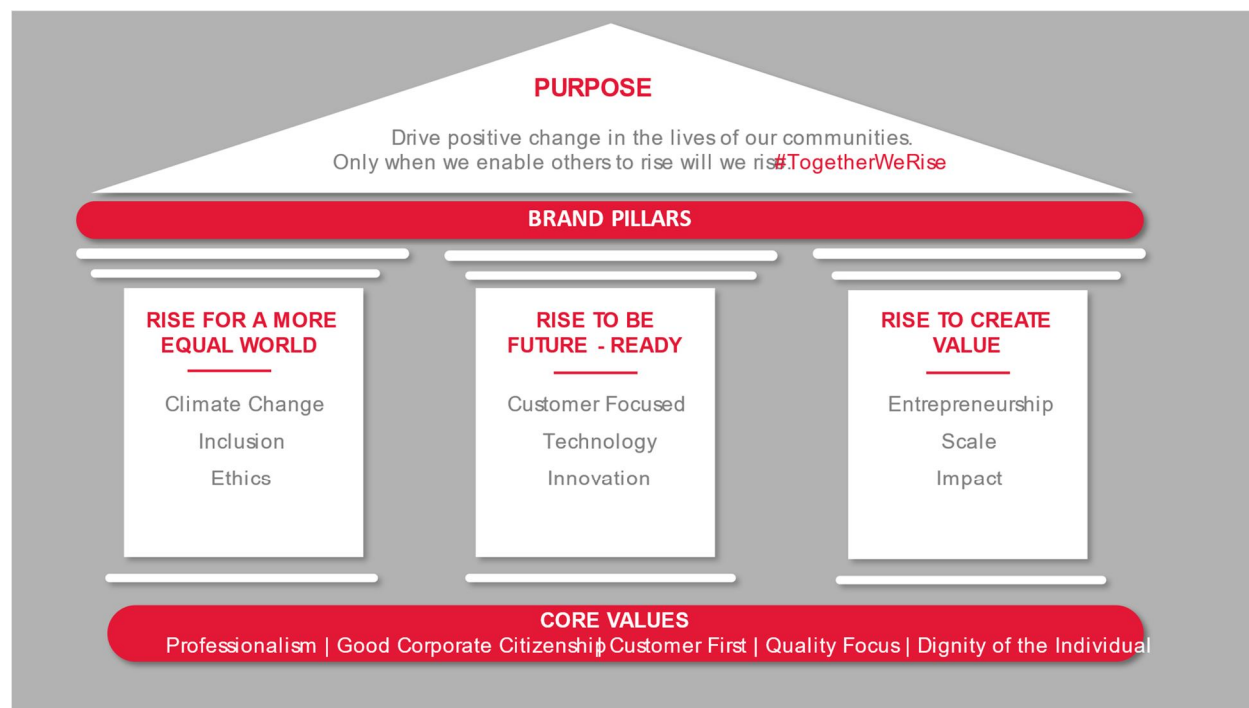 PURPOSE
Drive positive change in the lives of our communities.
Only when we enable others to rise will we rise. #TogetherWeRise
BRAND PILLARS
RISE FOR A MORE
EQUAL WORLD
Climate Change
Inclusion
Ethics
RISE TO BE
FUTURE - READY
Customer Focused
Technology
Innovation
RISE TO CREATE
VALUE
Entrepreneurship
Scale
Impact
CORE VALUES
Professionalism | Good Corporate Citizenship | Customer First | Quality Focus | Dignity of the Individual